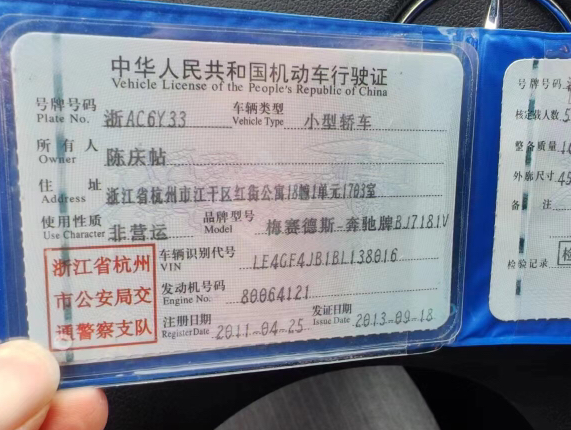 中华人民共和国机动车行驶证
Vehicle License of the People's Republic of China
号牌号码 Plate No. 浙AC6Y33 车辆类型 Vehicle Type 小型轿车
所有人 Owner 陈庆帖
住址 Address 浙江省杭州市江干区红街公寓18幢1单元1703室
使用性质 Use Character 非营运 品牌型号 Model 梅赛德斯-奔驰牌BJ7181V
浙江省杭州
市公安局交
通警察支队
车辆识别代号 VIN LE4GF4JB1BL138016
发动机号码 Engine No. 80064121
注册日期 Register Date 2011-04-25 发证日期 Issue Date 2013-09-18
号牌号码
核定载人数 5
整备质量
外廓尺寸 45
备注
检验记录